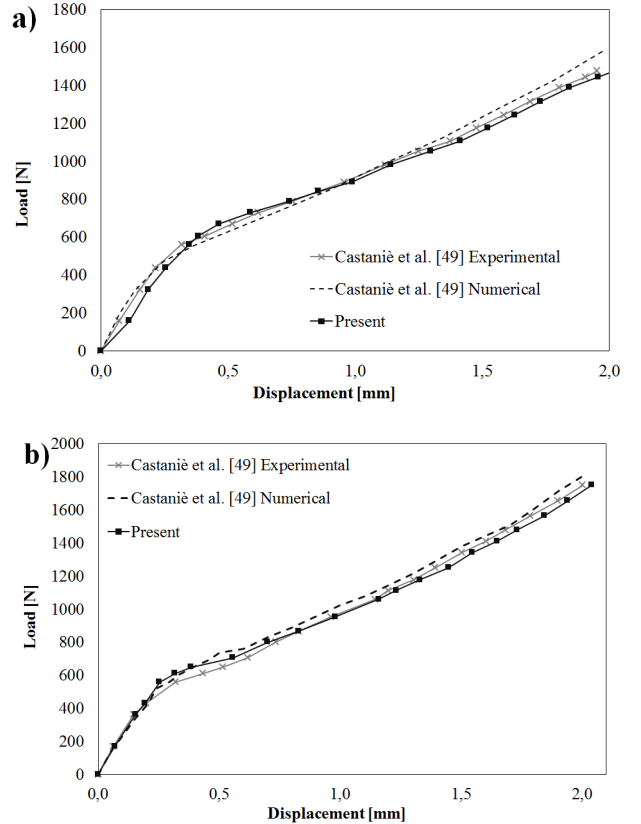 a)
1800
1600
1400
1200
1000
800
600
400
200
0
Load [N]
Castaniè et al. [49] Experimental
Castaniè et al. [49] Numerical
Present
0,0
0,5
1,0
1,5
2,0
Displacement [mm]
b)
2000
1800
1600
1400
1200
1000
800
600
400
200
0
Load [N]
Castaniè et al. [49] Experimental
Castaniè et al. [49] Numerical
Present
0,0
0,5
1,0
1,5
2,0
Displacement [mm]